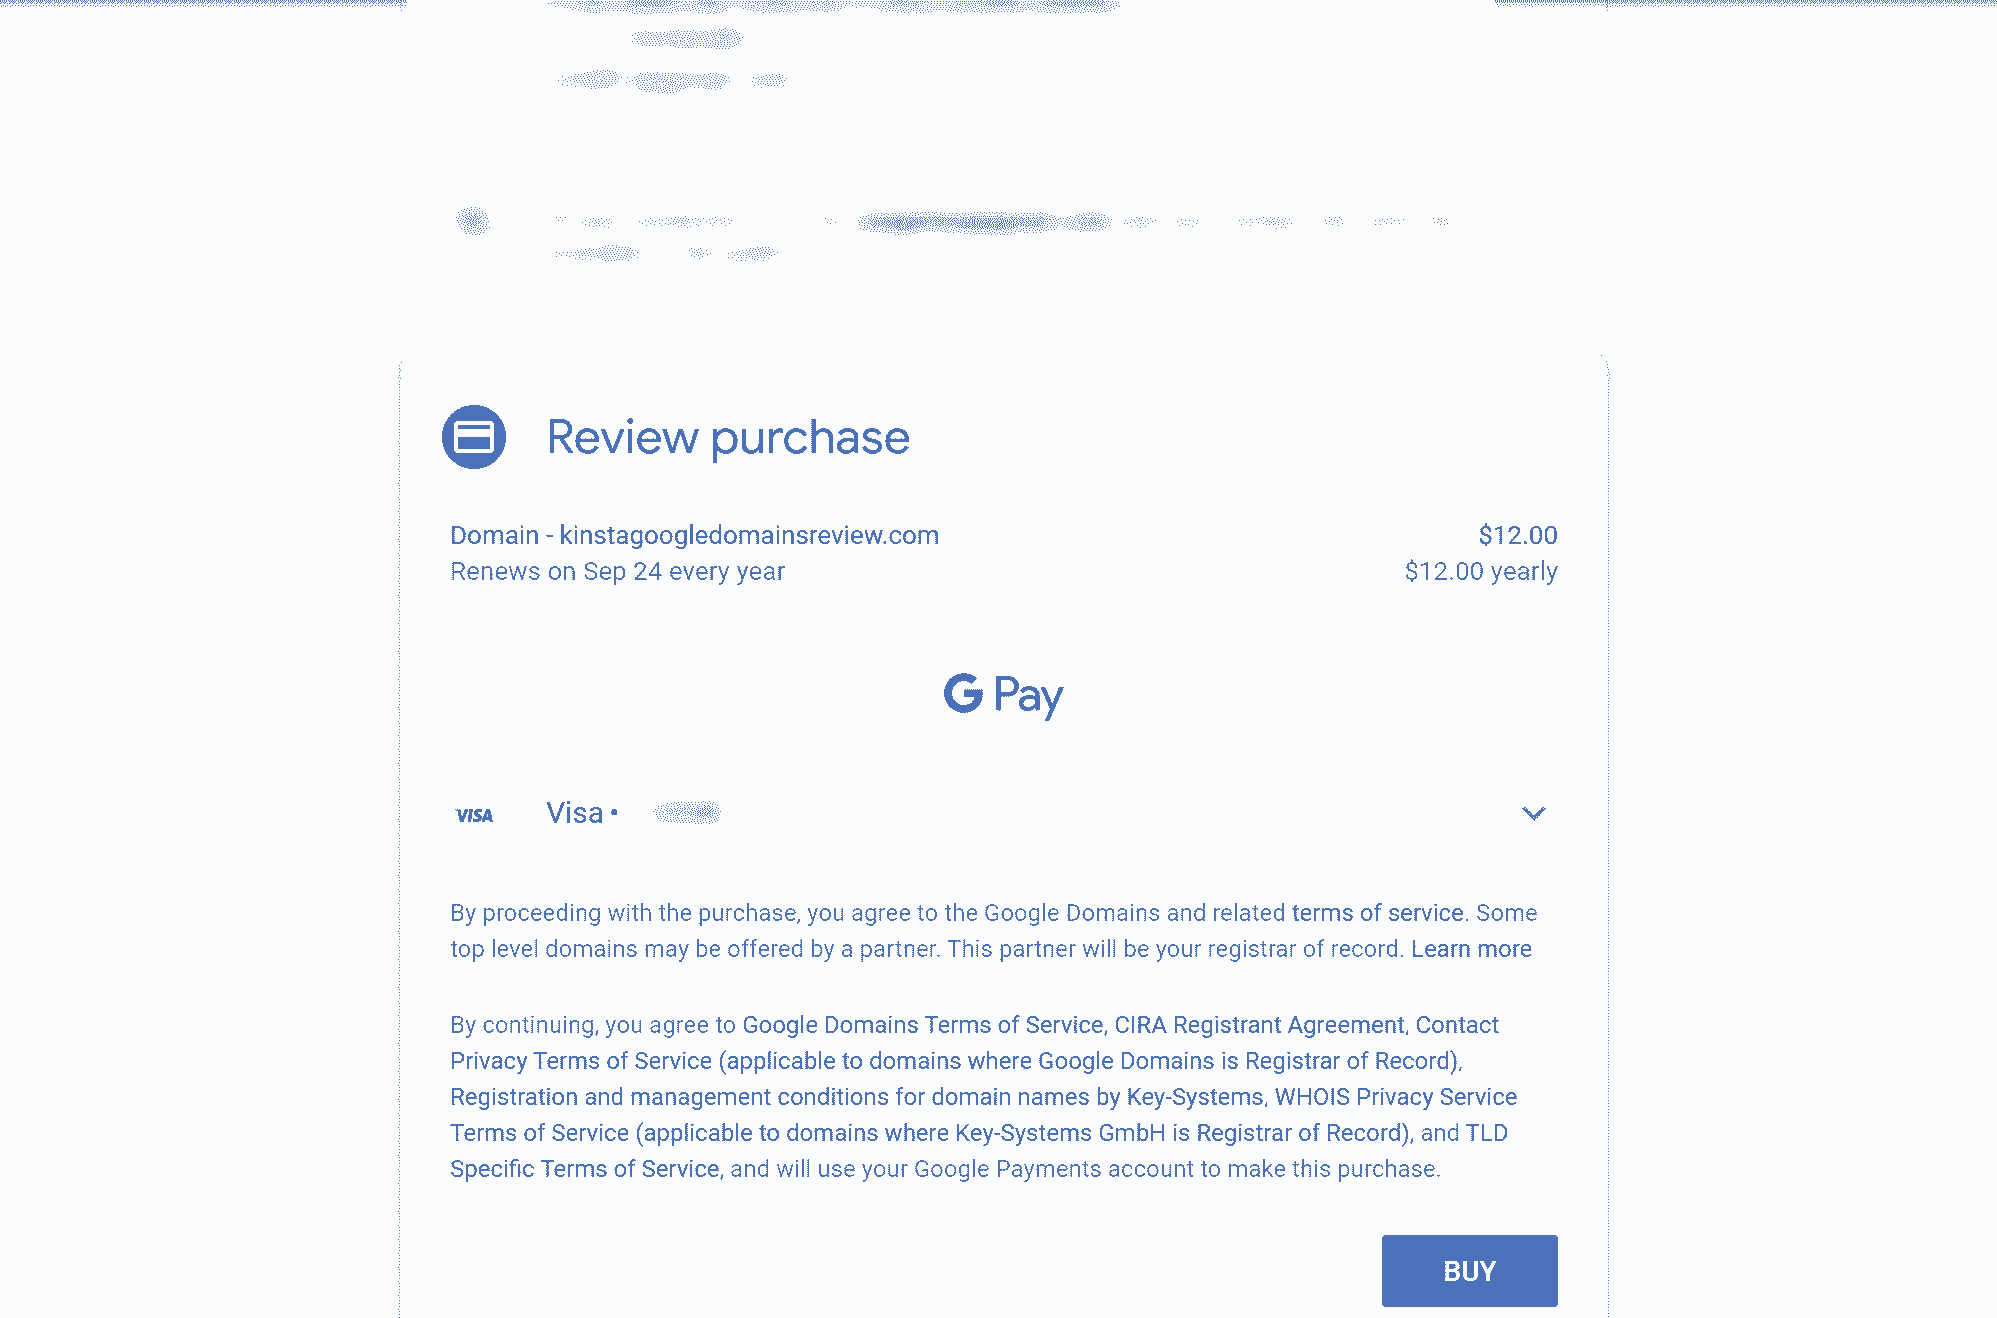 Review purchase
Domain - kinstagoogledomainsreview.com $12.00
Renews on Sep 24 every year $12.00 yearly
G Pay
VISA Visa •
By proceeding with the purchase, you agree to the Google Domains and related terms of service. Some
top level domains may be offered by a partner. This partner will be your registrar of record. Learn more
By continuing, you agree to Google Domains Terms of Service, CIRA Registrant Agreement, Contact
Privacy Terms of Service (applicable to domains where Google Domains is Registrar of Record),
Registration and management conditions for domain names by Key-Systems, WHOIS Privacy Service
Terms of Service (applicable to domains where Key-Systems GmbH is Registrar of Record), and TLD
Specific Terms of Service, and will use your Google Payments account to make this purchase.
BUY